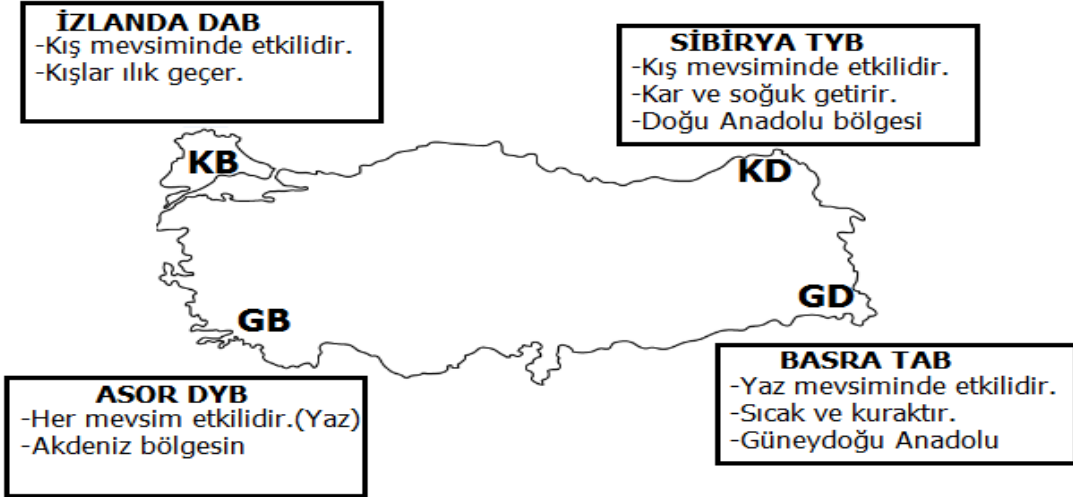 İZLANDA DAB
-Kış mevsiminde etkilidir.
-Kışlar ılık geçer.
SİBİRYA TYB
-Kış mevsiminde etkilidir.
-Kar ve soğuk getirir.
-Doğu Anadolu bölgesi
KB
KD
GB
GD
ASOR DYB
-Her mevsim etkilidir.(Yaz)
-Akdeniz bölgesin
BASRA TAB
-Yaz mevsiminde etkilidir.
-Sıcak ve kuraktır.
-Güneydoğu Anadolu